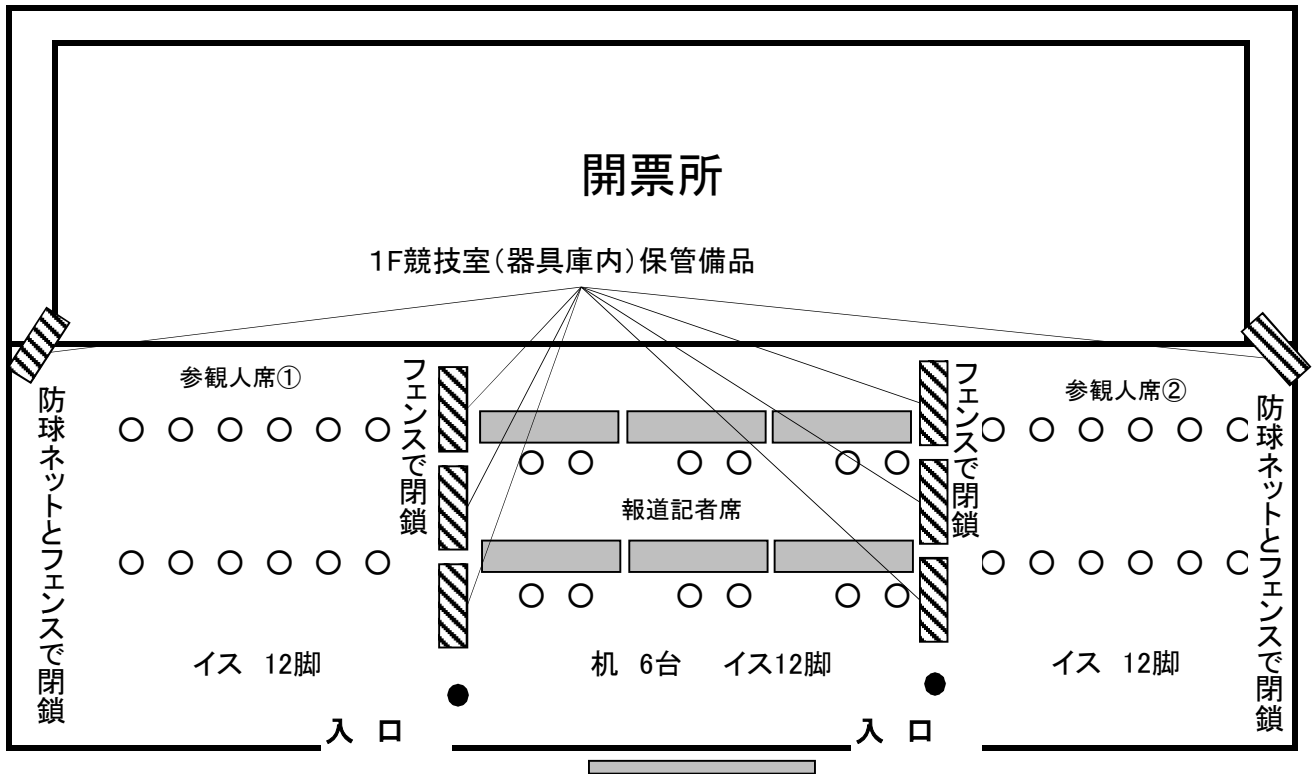 開票所
1F競技室(器具庫内)保管備品
参観人席①
フェンスで閉鎖
フェンスで閉鎖
参観人席②
防球ネットとフェンスで閉鎖
防球ネットとフェンスで閉鎖
報道記者席
イス 12脚
机 6台 イス12脚
イス 12脚
入 口
入 口